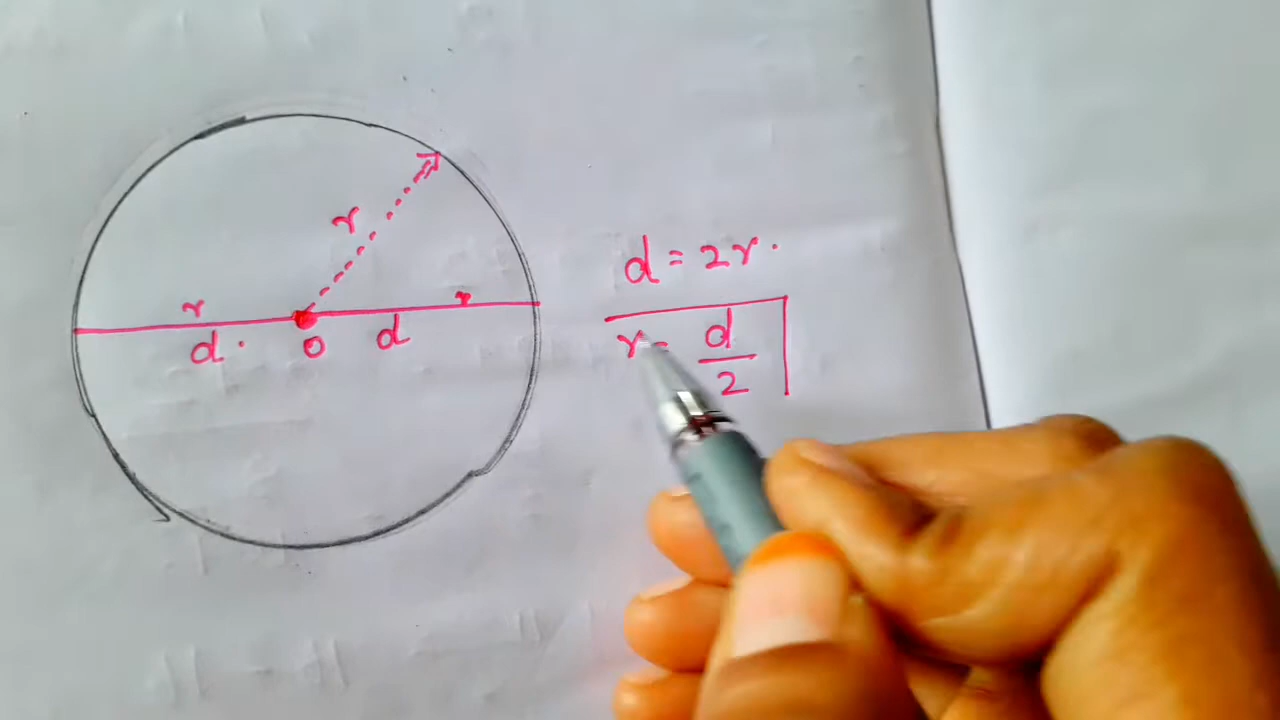 r
r r
d. O d
d = 2r.
r = d/2